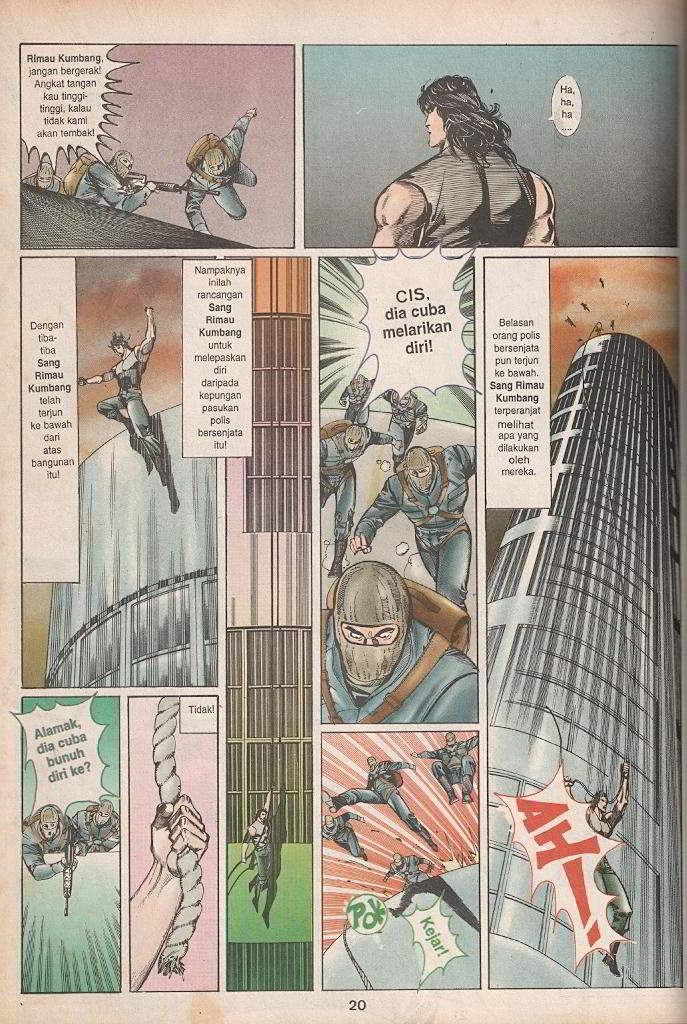 Rimau Kumbang,
jangan bergerak!
Angkat tangan
kau tinggi-
tinggi, kalau
tidak kami
akan tembak!
Ha,
ha,
ha
....
Dengan
tiba-
tiba
Sang
Rimau
Kumbang
telah
terjun
ke bawah
dari
atas
bangunan
itu!
Alamak,
dia cuba
bunuh
diri ke?
Tidak!
Nampaknya
inilah
rancangan
Sang
Rimau
Kumbang
untuk
melepaskan
diri
daripada
kepungan
pasukan
polis
bersenjata
itu!
CIS,
dia cuba
melarikan
diri!
POK
Kejar!
Belasan
orang polis
bersenjata
pun terjun
ke bawah.
Sang Rimau
Kumbang
terperanjat
melihat
apa yang
dilakukan
oleh
mereka.
AH—!
20